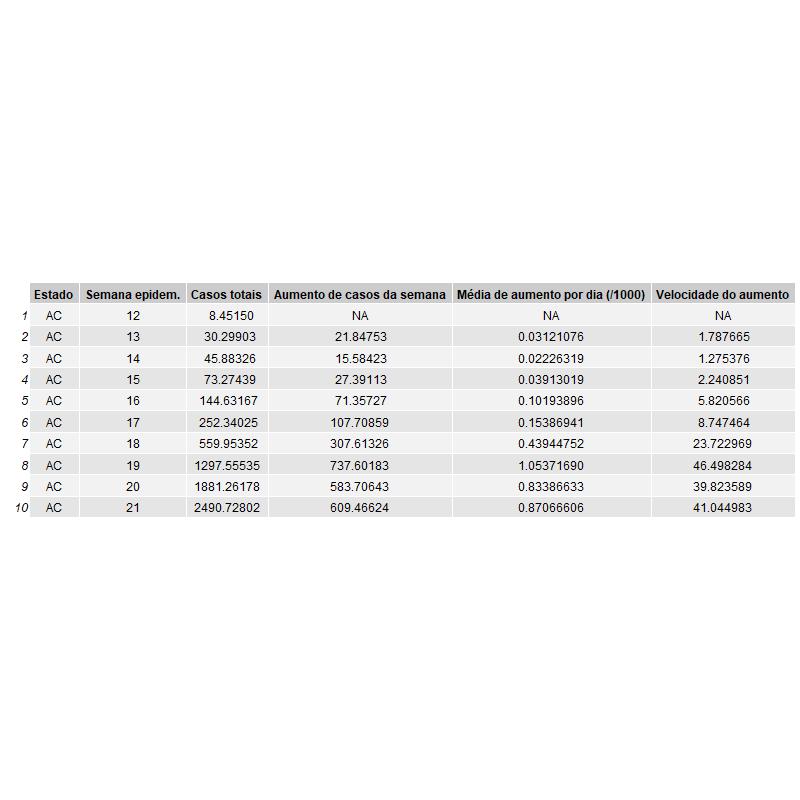 Estado Semana epidem. Casos totais Aumento de casos da semana Média de aumento por dia (/1000) Velocidade do aumento
1 AC 12 8.45150 NA NA NA
2 AC 13 30.29903 21.84753 0.03121076 1.787665
3 AC 14 45.88326 15.58423 0.02226319 1.275376
4 AC 15 73.27439 27.39113 0.03913019 2.240851
5 AC 16 144.63167 71.35727 0.10193896 5.820566
6 AC 17 252.34025 107.70859 0.15386941 8.747464
7 AC 18 559.95352 307.61326 0.43944752 23.722969
8 AC 19 1297.55535 737.60183 1.05371690 46.498284
9 AC 20 1881.26178 583.70643 0.83386633 39.823589
10 AC 21 2490.72802 609.46624 0.87066606 41.044983